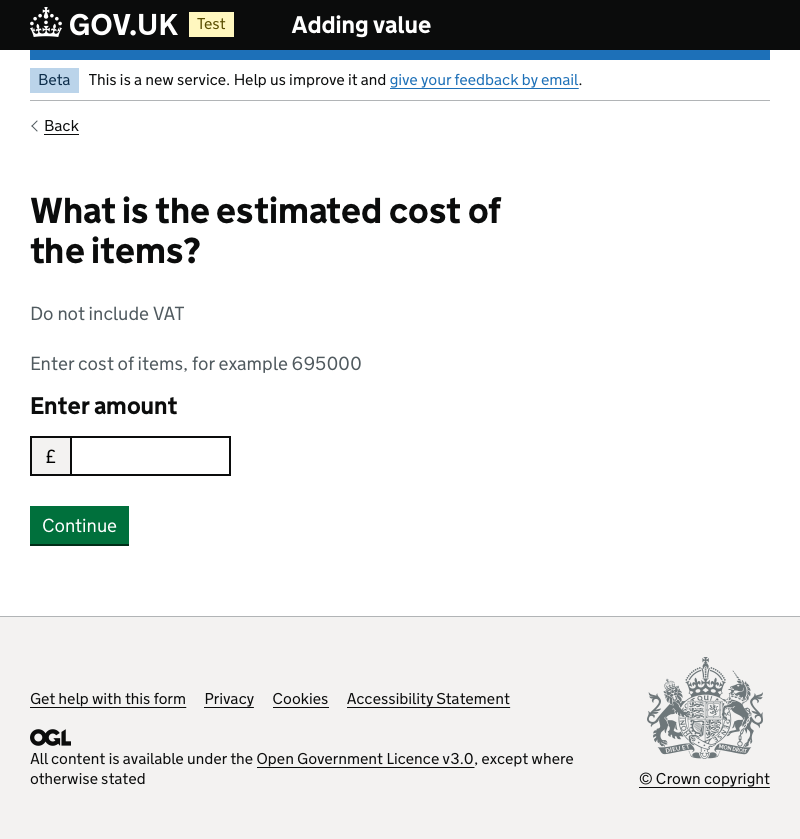 GOV.UK Test Adding value
Beta This is a new service. Help us improve it and give your feedback by email.
Back
What is the estimated cost of
the items?
Do not include VAT
Enter cost of items, for example 695000
Enter amount
£
Continue
Get help with this form Privacy Cookies Accessibility Statement
OGL
All content is available under the Open Government Licence v3.0, except where
otherwise stated
DIEU ET MON DROIT
© Crown copyright